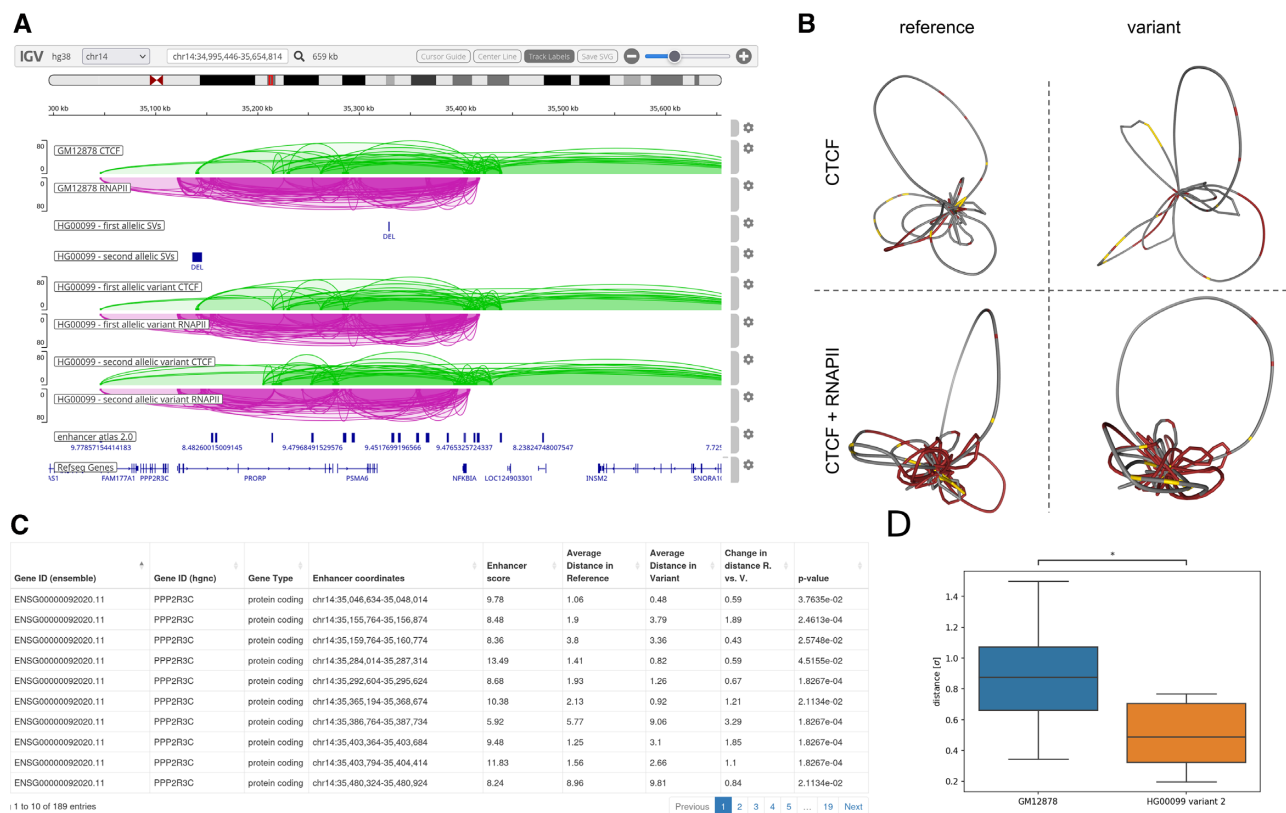 A
IGV hg38 chr14 chr14:34,995,446-35,654,814 659 kb Cursor Guide Center Line Track Labels Save SVG
00 kb 35,100 kb 35,200 kb 35,300 kb 35,400 kb 35,500 kb 35,600 kb
80
GM12878 CTCF
0
0
GM12878 RNAPII
80
HG00099 - first allelic SVs
DEL
HG00099 - second allelic SVs
DEL
80
HG00099 - first allelic variant CTCF
0
0
HG00099 - first allelic variant RNAPII
80
80
HG00099 - second allelic variant CTCF
0
0
HG00099 - second allelic variant RNAPII
80
enhancer atlas 2.0
9.77857154414183 8.48260015009145 9.47968491529576 9.4517699196566 9.4765325724337 8.23824748007547 7.725
Refseq Genes
AS1 FAM177A1 PPP2R3C PRORP PSMA6 NFKBIA LOC124903301 INSM2 SNORA10
B
reference variant
CTCF
CTCF + RNAPII
C
Gene ID (ensemble) Gene ID (hgnc) Gene Type Enhancer coordinates Enhancer score Average Distance in Reference Average Distance in Variant Change in distance R. vs. V. p-value
ENSG00000092020.11 PPP2R3C protein coding chr14:35,046,634-35,048,014 9.78 1.06 0.48 0.59 3.7635e-02
ENSG00000092020.11 PPP2R3C protein coding chr14:35,155,764-35,156,874 8.48 1.9 3.79 1.89 2.4613e-04
ENSG00000092020.11 PPP2R3C protein coding chr14:35,159,764-35,160,774 8.36 3.8 3.36 0.43 2.5748e-02
ENSG00000092020.11 PPP2R3C protein coding chr14:35,284,014-35,287,314 13.49 1.41 0.82 0.59 4.5155e-02
ENSG00000092020.11 PPP2R3C protein coding chr14:35,292,604-35,295,624 8.68 1.93 1.26 0.67 1.8267e-04
ENSG00000092020.11 PPP2R3C protein coding chr14:35,365,194-35,368,674 10.38 2.13 0.92 1.21 2.1134e-02
ENSG00000092020.11 PPP2R3C protein coding chr14:35,386,764-35,387,734 5.92 5.77 9.06 3.29 1.8267e-04
ENSG00000092020.11 PPP2R3C protein coding chr14:35,403,364-35,403,684 9.48 1.25 3.1 1.85 1.8267e-04
ENSG00000092020.11 PPP2R3C protein coding chr14:35,403,794-35,404,414 11.83 1.56 2.66 1.1 1.8267e-04
ENSG00000092020.11 PPP2R3C protein coding chr14:35,480,324-35,480,924 8.24 8.96 9.81 0.84 2.1134e-02
1 to 10 of 189 entries
Previous 1 2 3 4 5 ... 19 Next
D
*
1.4
1.2
1.0
0.8
0.6
0.4
0.2
distance [σ]
GM12878 HG00099 variant 2